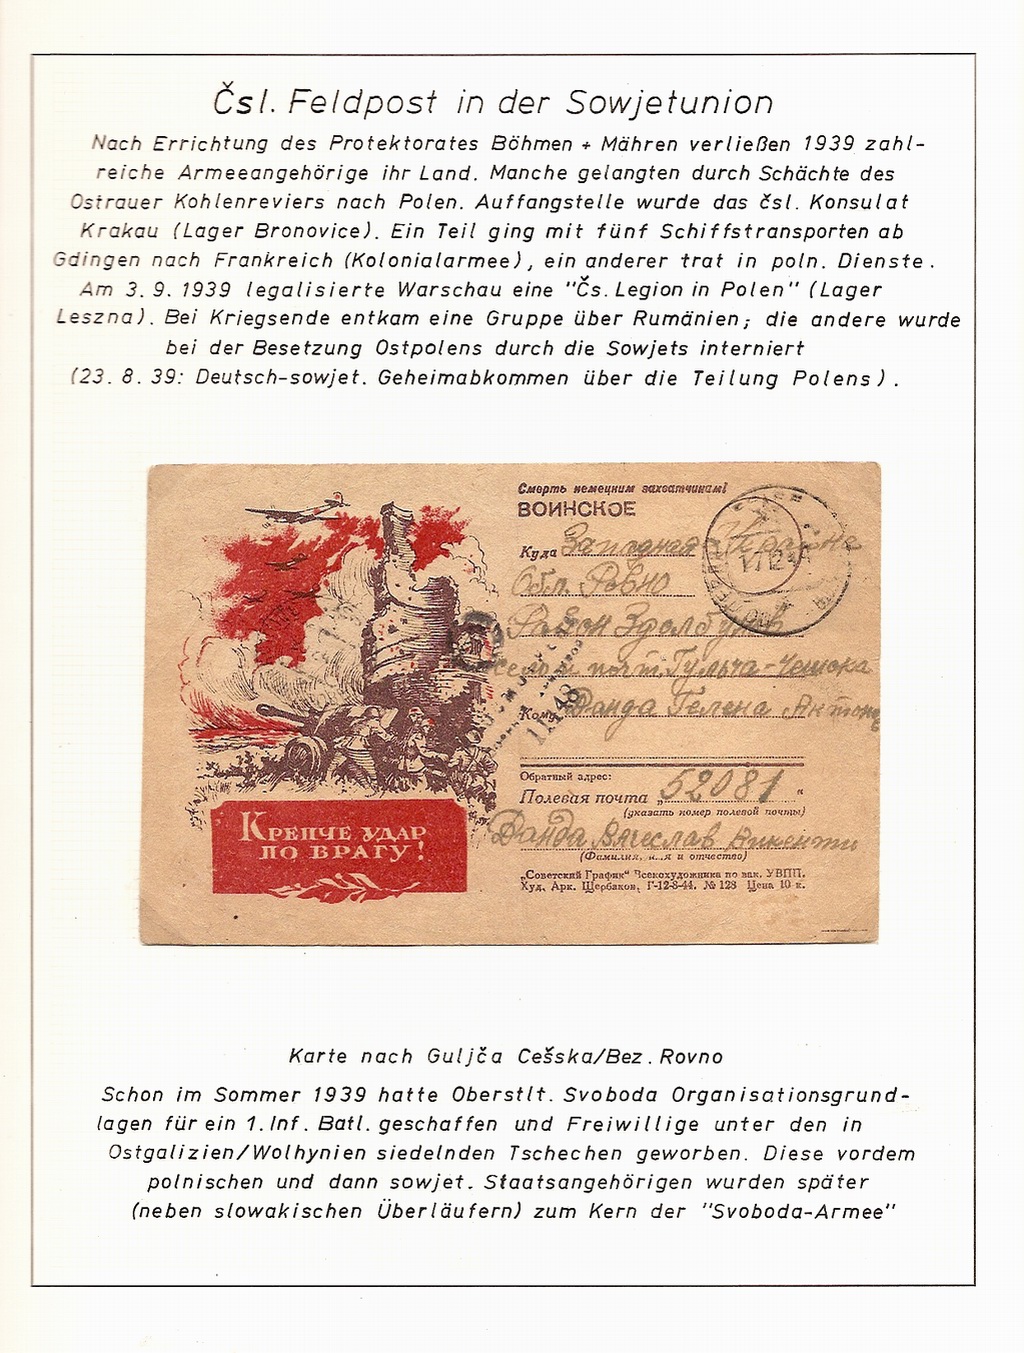 Čsl. Feldpost in der Sowjetunion
Nach Errichtung des Protektorates Böhmen + Mähren verließen 1939 zahl-
reiche Armeeangehörige ihr Land. Manche gelangten durch Schächte des
Ostrauer Kohlenreviers nach Polen. Auffangstelle wurde das čsl. Konsulat
Krakau (Lager Bronovice). Ein Teil ging mit fünf Schiffstransporten ab
Gdingen nach Frankreich (Kolonialarmee), ein anderer trat in poln. Dienste.
Am 3. 9. 1939 legalisierte Warschau eine "Čs. Legion in Polen" (Lager
Leszna). Bei Kriegsende entkam eine Gruppe über Rumänien; die andere wurde
bei der Besetzung Ostpolens durch die Sowjets interniert
(23. 8. 39: Deutsch-sowjet. Geheimabkommen über die Teilung Polens).
Смерть немецким захватчикам!
ВОИНСКОЕ
Куда Западная Украина
Обл. Ровно
Район Здолбунов
почт. Гульча-Чешска
Кому Ванда Гелена Антон
Обратный адрес:
Полевая почта „52081"
(указать номер полевой почты)
Ванда Вячеслав Викенти
(Фамилия, и отчество)
„Советский График" Всекохудожника по зак. УВПП.
Худ. Арк. Щербаков. Г-12-8-44. № 128 Цена 10 к.
КРЕПЧЕ УДАР
ПО ВРАГУ!
Karte nach Guljča Cešska/Bez. Rovno
Schon im Sommer 1939 hatte Oberstlt. Svoboda Organisationsgrund-
lagen für ein 1. Inf. Batl. geschaffen und Freiwillige unter den in
Ostgalizien/Wolhynien siedelnden Tschechen geworben. Diese vordem
polnischen und dann sowjet. Staatsangehörigen wurden später
(neben slowakischen Überläufern) zum Kern der "Svoboda-Armee"